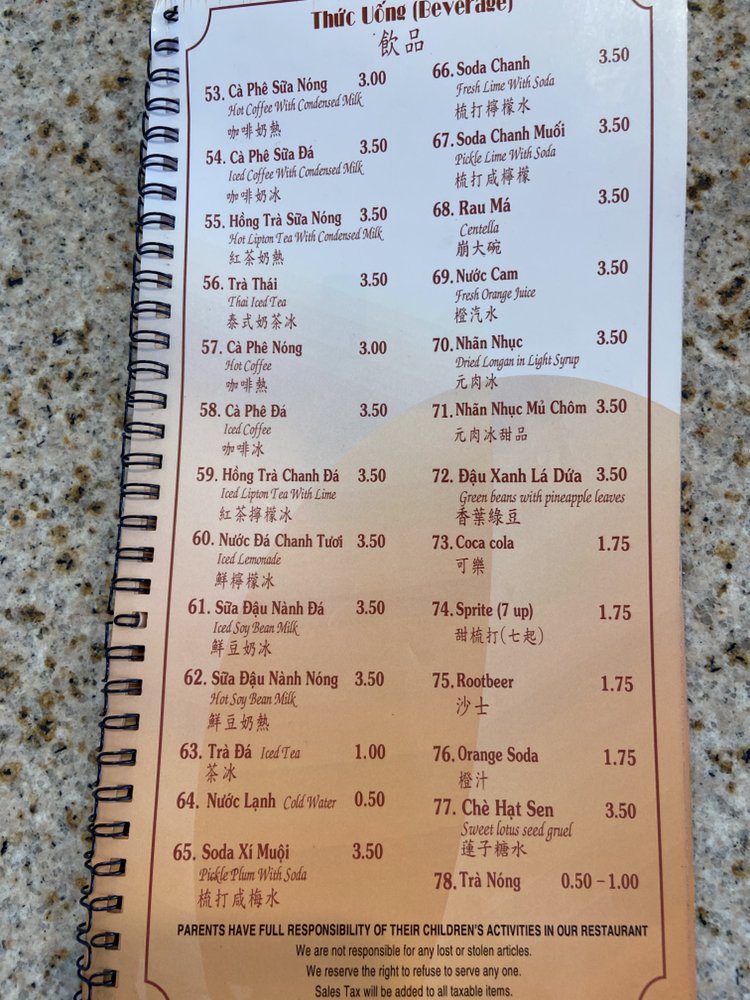 Thức Uống (Beverage)
飲品
53. Cà Phê Sữa Nóng 3.00
Hot Coffee With Condensed Milk
咖啡奶熱
54. Cà Phê Sữa Đá 3.50
Iced Coffee With Condensed Milk
咖啡奶冰
55. Hồng Trà Sữa Nóng 3.50
Hot Lipton Tea With Condensed Milk
紅茶奶熱
56. Trà Thái 3.50
Thai Iced Tea
泰式奶茶冰
57. Cà Phê Nóng 3.00
Hot Coffee
咖啡熱
58. Cà Phê Đá 3.50
Iced Coffee
咖啡冰
59. Hồng Trà Chanh Đá 3.50
Iced Lipton Tea With Lime
紅茶檸檬冰
60. Nước Đá Chanh Tươi 3.50
Iced Lemonade
鮮檸檬冰
61. Sữa Đậu Nành Đá 3.50
Iced Soy Bean Milk
鮮豆奶冰
62. Sữa Đậu Nành Nóng 3.50
Hot Soy Bean Milk
鮮豆奶熱
63. Trà Đá Iced Tea 1.00
茶冰
64. Nước Lạnh Cold Water 0.50
65. Soda Xí Muội 3.50
Pickle Plum With Soda
梳打咸梅水
66. Soda Chanh 3.50
Fresh Lime With Soda
梳打檸檬水
67. Soda Chanh Muối 3.50
Pickle Lime With Soda
梳打咸檸檬
68. Rau Má 3.50
Centella
崩大碗
69. Nước Cam 3.50
Fresh Orange Juice
橙汽水
70. Nhãn Nhục 3.50
Dried Longan in Light Syrup
元肉冰
71. Nhãn Nhục Mủ Chôm 3.50
元肉冰甜品
72. Đậu Xanh Lá Dứa 3.50
Green beans with pineapple leaves
香葉綠豆
73. Coca cola 1.75
可樂
74. Sprite (7 up) 1.75
甜梳打(七起)
75. Rootbeer 1.75
沙士
76. Orange Soda 1.75
橙汁
77. Chè Hạt Sen 3.50
Sweet lotus seed gruel
蓮子糖水
78. Trà Nóng 0.50 – 1.00
PARENTS HAVE FULL RESPONSIBILITY OF THEIR CHILDREN'S ACTIVITIES IN OUR RESTAURANT
We are not responsible for any lost or stolen articles.
We reserve the right to refuse to serve any one.
Sales Tax will be added to all taxable items.